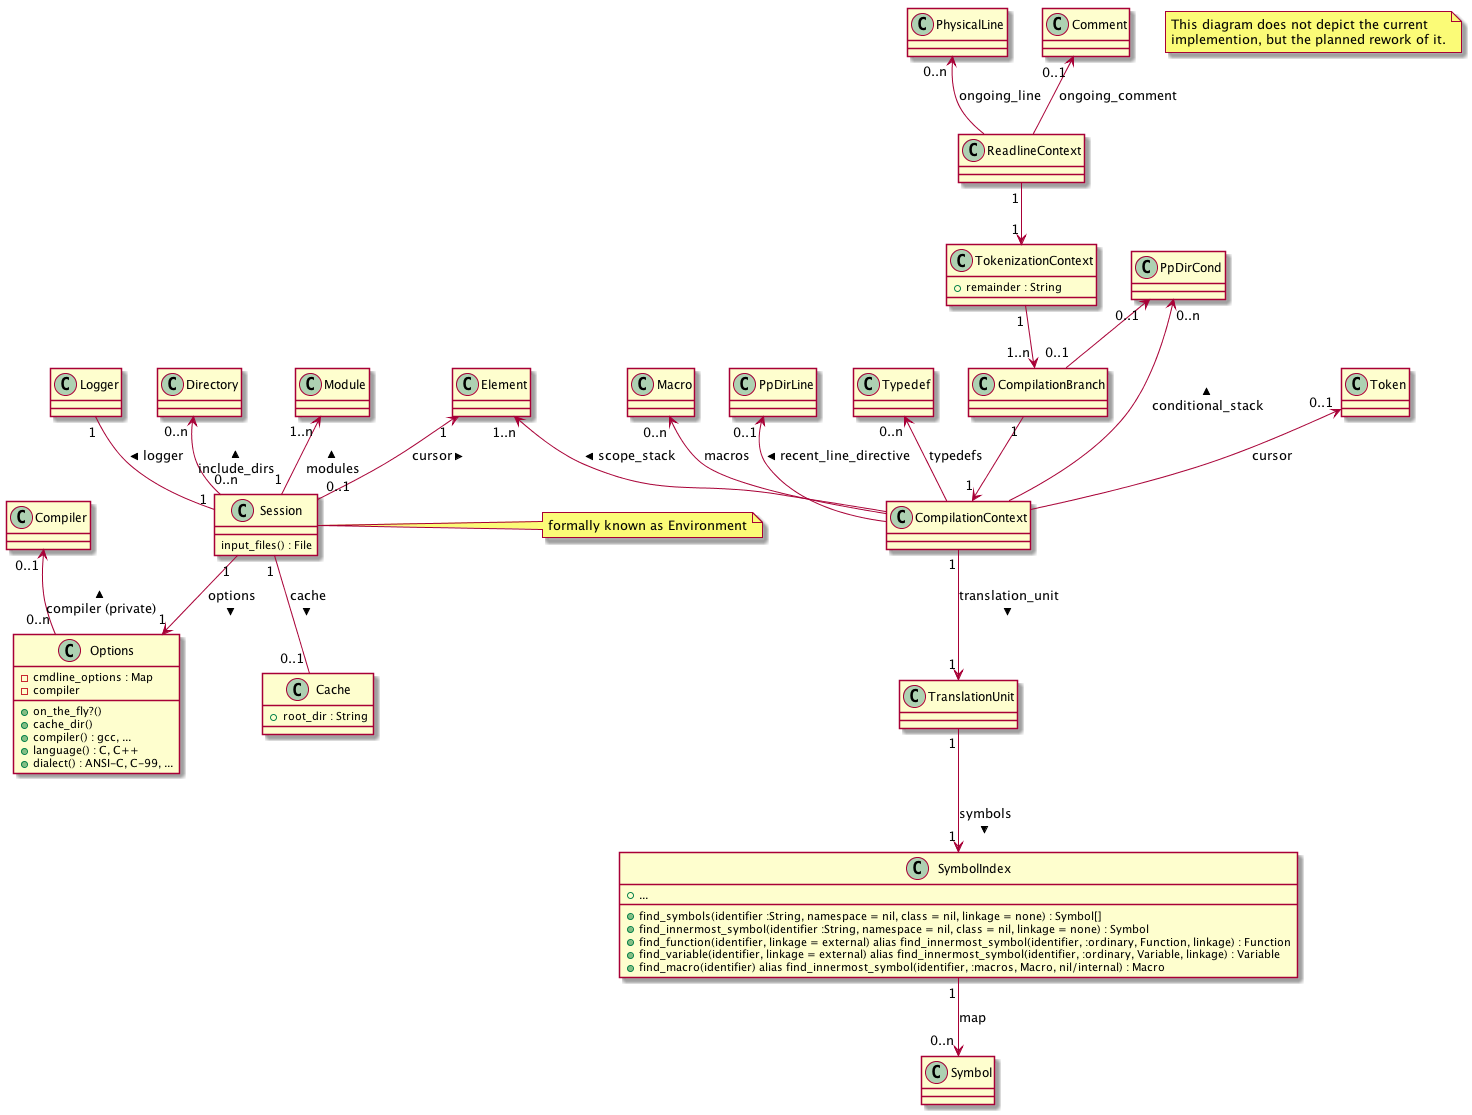 C PhysicalLine
C Comment
This diagram does not depict the current
implemention, but the planned rework of it.
0..n
0..1
ongoing_line
ongoing_comment
C ReadlineContext
1
1
C TokenizationContext
remainder : String
C PpDirCond
1
0..1
0..n
1..n
0..1
C Logger
C Directory
C Module
C Element
C Macro
C PpDirLine
C Typedef
C CompilationBranch
C Token
conditional_stack
0..1
1
0..n
1..n
1
1..n
0..n
0..1
0..n
1
◄ logger
include_dirs
modules
cursor ►
◄ scope_stack
macros
◄ recent_line_directive
typedefs
cursor
1
0..n
1
0..1
1
C Compiler
C Session
input_files() : File
formally known as Environment
C CompilationContext
0..1
1
1
1
compiler (private)
options
cache
translation_unit
0..n
1
0..1
1
C Options
cmdline_options : Map
compiler
on_the_fly?()
cache_dir()
compiler() : gcc, ...
language() : C, C++
dialect() : ANSI-C, C-99, ...
C Cache
root_dir : String
C TranslationUnit
1
symbols
1
C SymbolIndex
...
find_symbols(identifier :String, namespace = nil, class = nil, linkage = none) : Symbol[]
find_innermost_symbol(identifier :String, namespace = nil, class = nil, linkage = none) : Symbol
find_function(identifier, linkage = external) alias find_innermost_symbol(identifier, :ordinary, Function, linkage) : Function
find_variable(identifier, linkage = external) alias find_innermost_symbol(identifier, :ordinary, Variable, linkage) : Variable
find_macro(identifier) alias find_innermost_symbol(identifier, :macros, Macro, nil/internal) : Macro
1
map
0..n
C Symbol